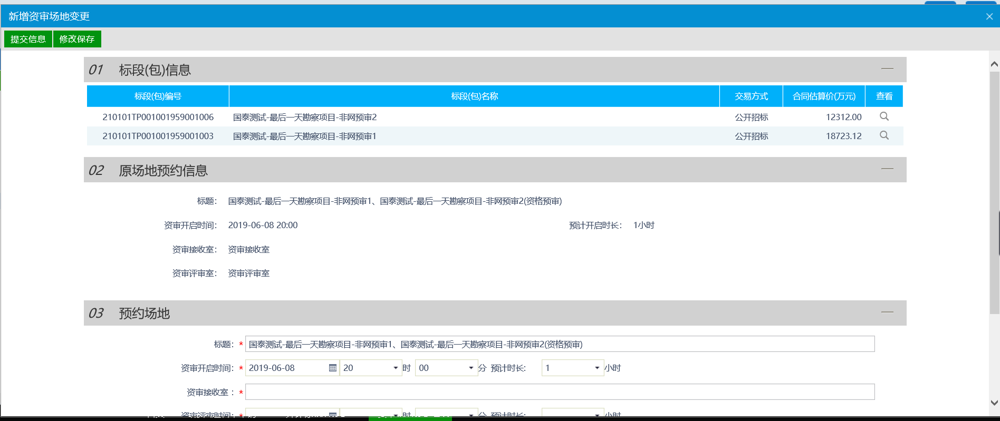 新增资审场地变更
提交信息 修改保存
01 标段(包)信息
标段(包)编号 标段(包)名称 交易方式 合同估算价(万元) 查看
210101TP001001959001006 国泰测试-最后一天勘察项目-非网预审2 公开招标 12312.00
210101TP001001959001003 国泰测试-最后一天勘察项目-非网预审1 公开招标 18723.12
02 原场地预约信息
标题： 国泰测试-最后一天勘察项目-非网预审1、国泰测试-最后一天勘察项目-非网预审2(资格预审)
资审开启时间： 2019-06-08 20:00 预计开启时长： 1小时
资审接收室： 资审接收室
资审评审室： 资审评审室
03 预约场地
标题：* 国泰测试-最后一天勘察项目-非网预审1、国泰测试-最后一天勘察项目-非网预审2(资格预审)
资审开启时间：* 2019-06-08 20 时 00 分 预计时长: 1 小时
资审接收室 ：*
资审评审时间：* 时 分 预计时长: 小时